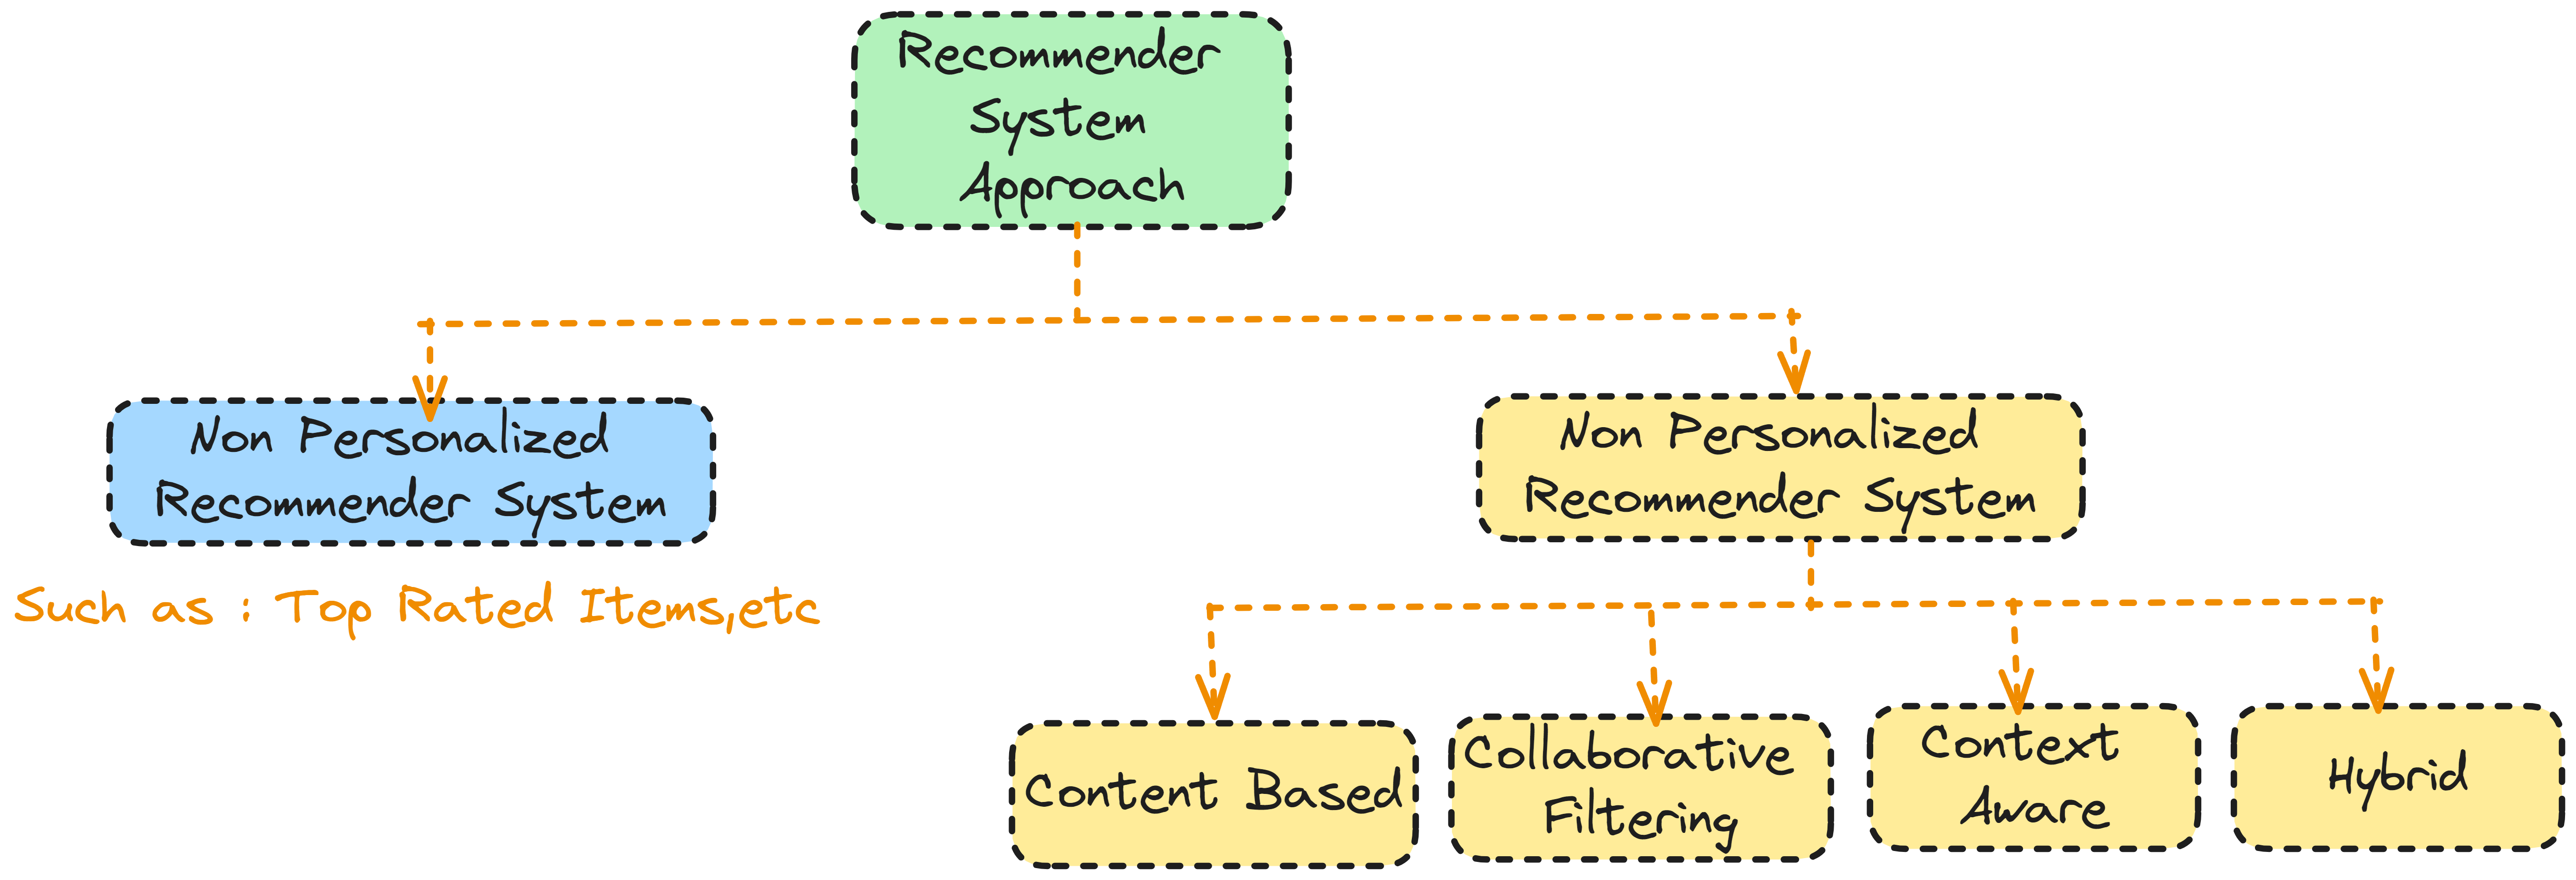 Recommender
System
Approach
Non Personalized
Recommender System
Non Personalized
Recommender System
Such as : Top Rated Items,etc
Content Based
Collaborative
Filtering
Context
Aware
Hybrid